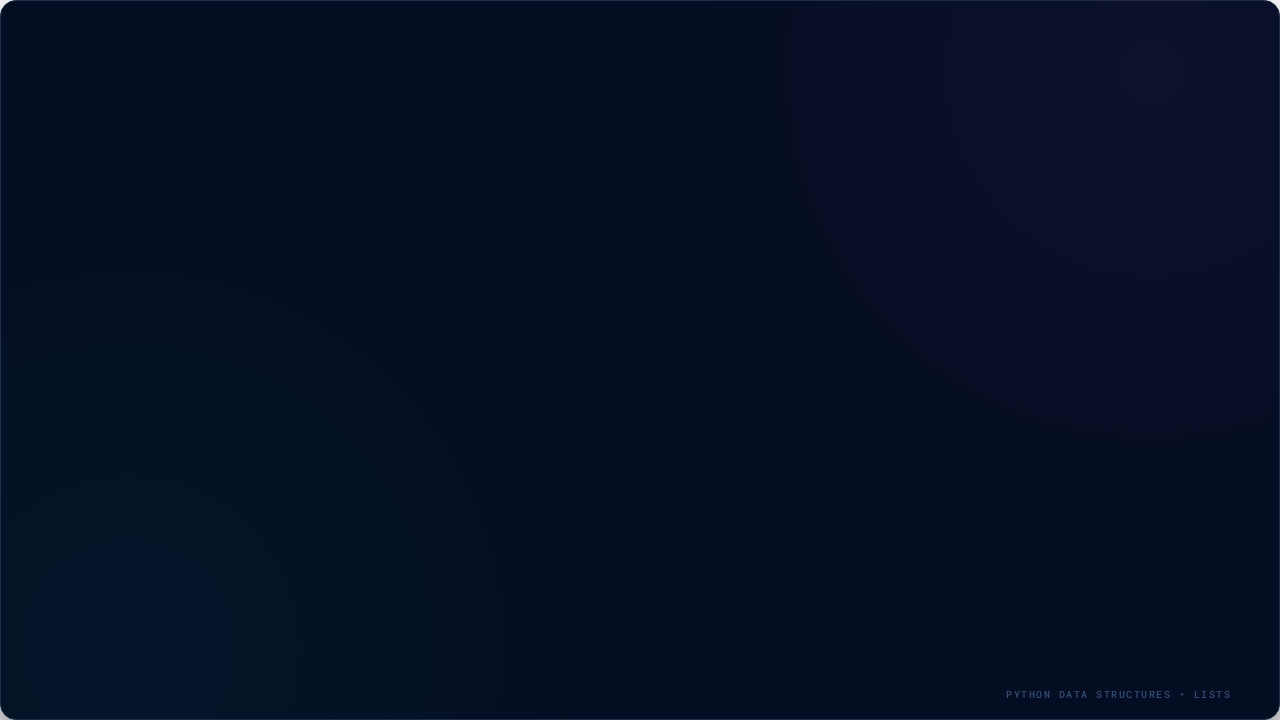 PYTHON DATA STRUCTURES • LISTS